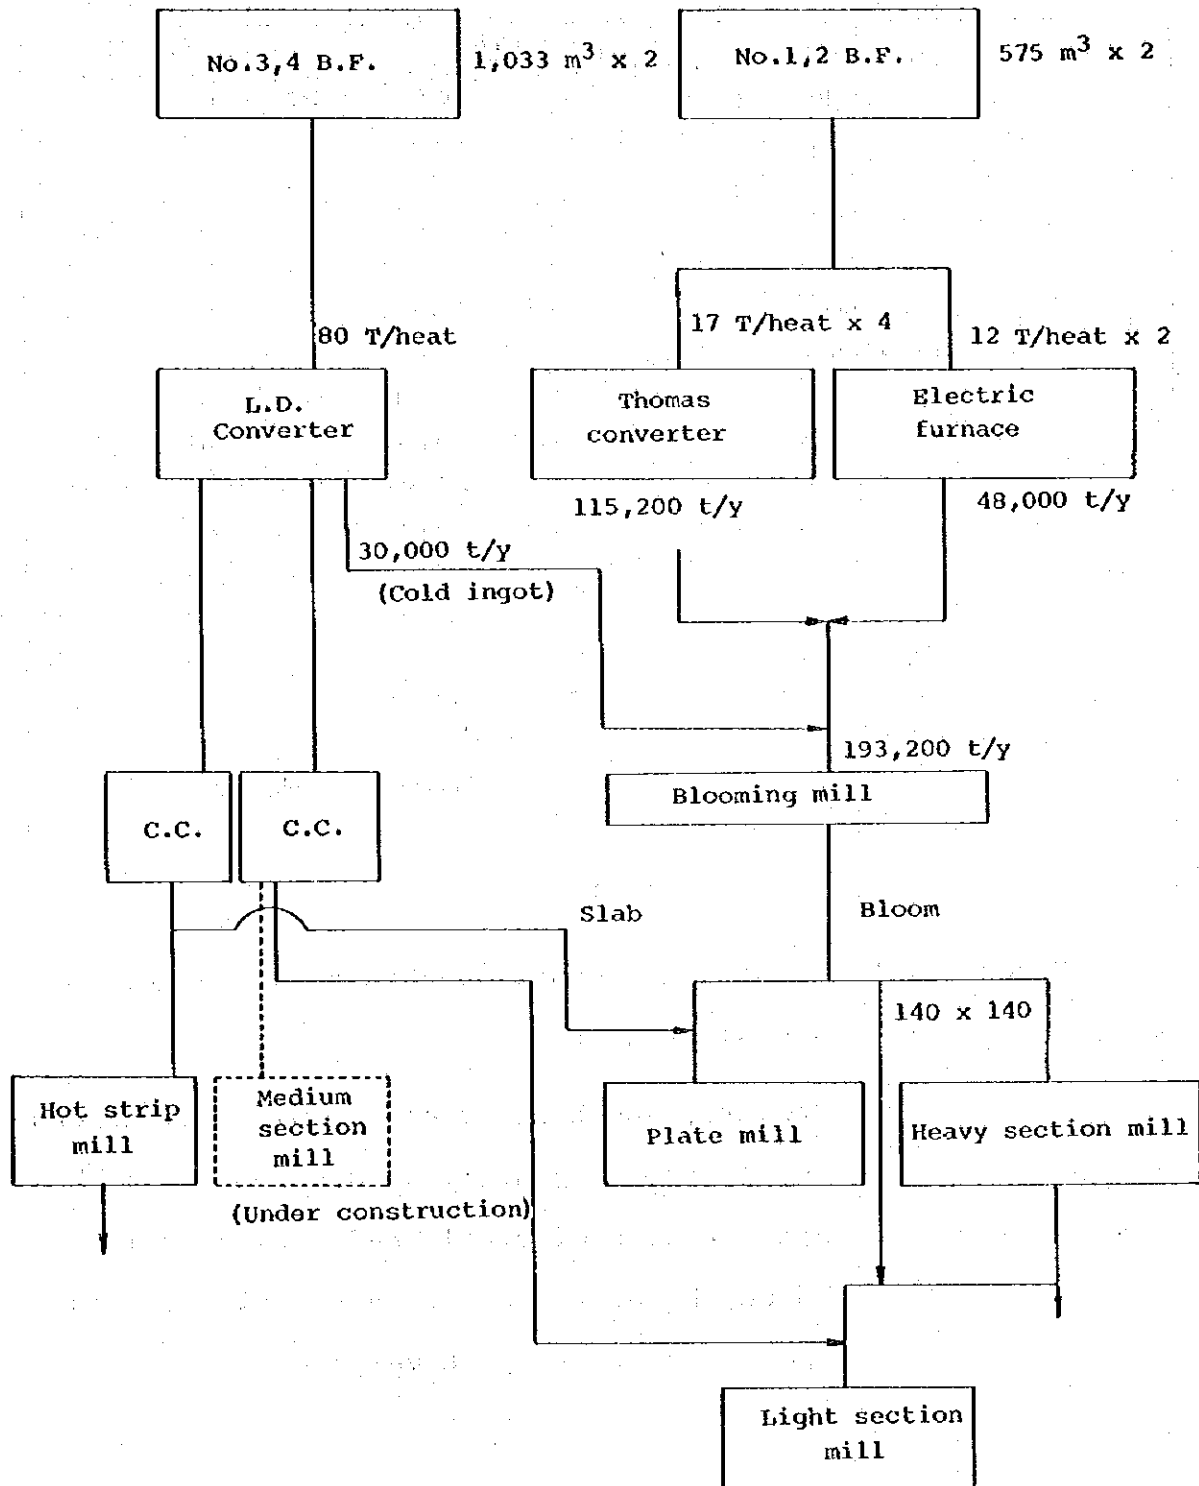 No.3,4 B.F.
1,033 m³ x 2
No.1,2 B.F.
575 m³ x 2
80 T/heat
17 T/heat x 4
12 T/heat x 2
L.D.
Converter
Thomas
converter
Electric
furnace
115,200 t/y
48,000 t/y
30,000 t/y
(Cold ingot)
193,200 t/y
Blooming mill
C.C.
C.C.
Slab
Bloom
140 x 140
Hot strip
mill
Medium
section
mill
(Under construction)
Plate mill
Heavy section mill
Light section
mill